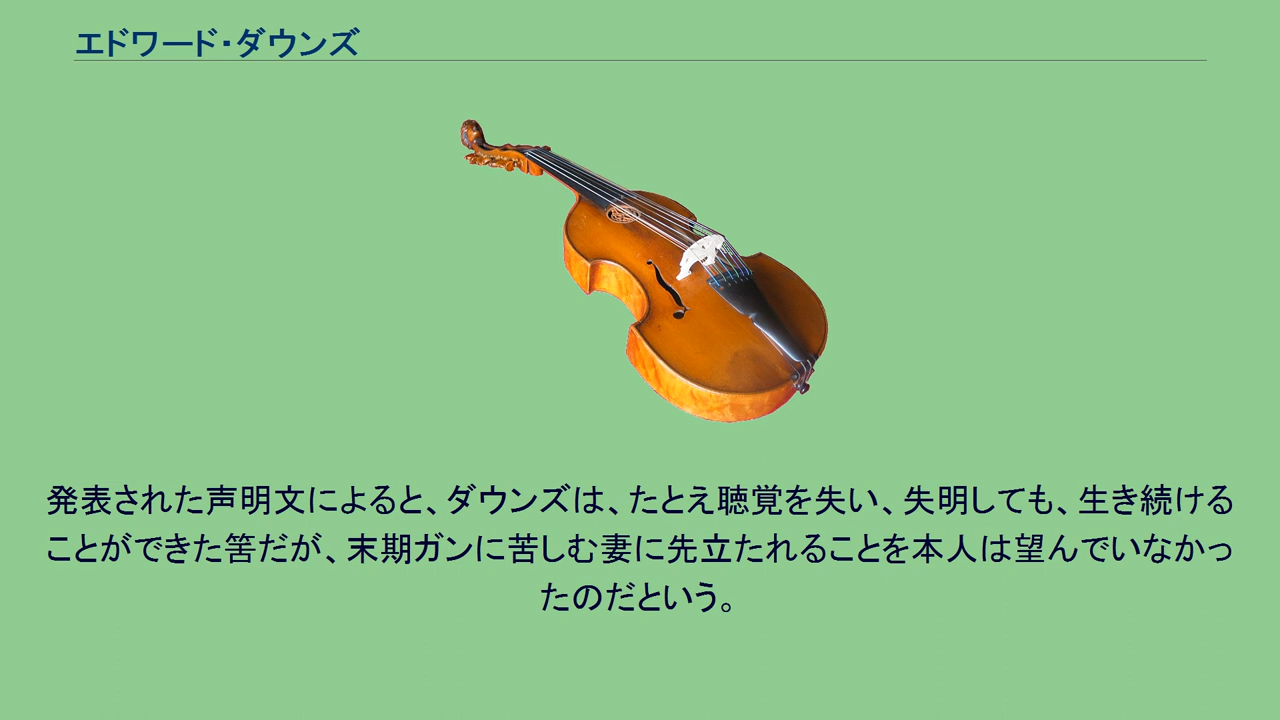 エドワード・ダウンズ
発表された声明文によると、ダウンズは、たとえ聴覚を失い、失明しても、生き続ける
ことができた筈だが、末期ガンに苦しむ妻に先立たれることを本人は望んでいなかっ
たのだという。